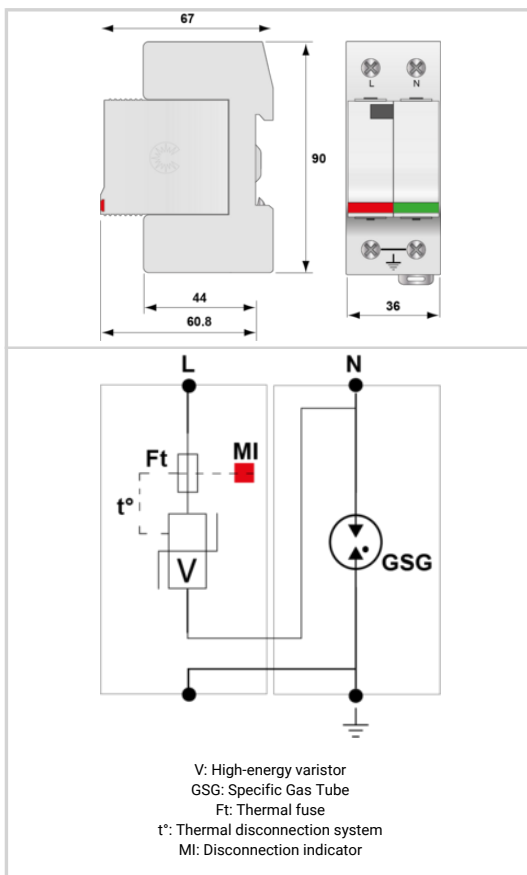 67
90
L N
44
60.8
36
L N
Ft MI
t°
V
GSG
V: High-energy varistor
GSG: Specific Gas Tube
Ft: Thermal fuse
t°: Thermal disconnection system
MI: Disconnection indicator